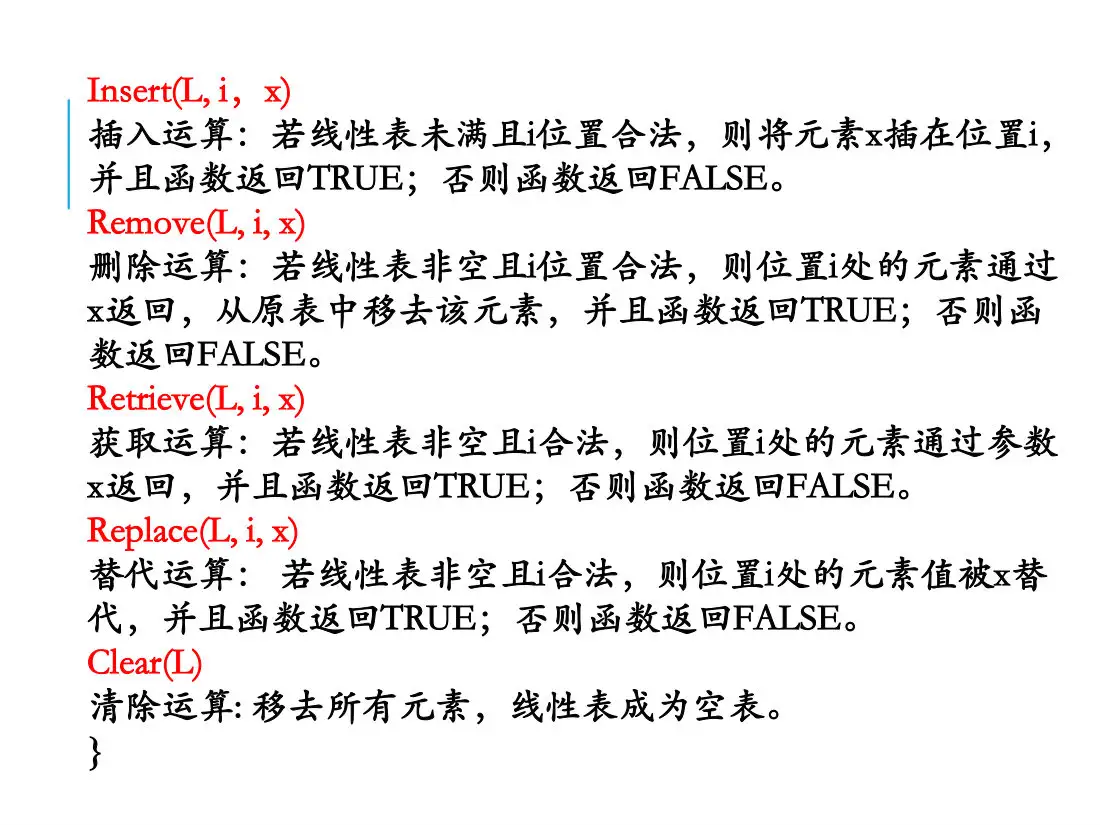 Insert(L, i，x)
插入运算：若线性表未满且i位置合法，则将元素x插在位置i，
并且函数返回TRUE；否则函数返回FALSE。
Remove(L, i, x)
删除运算：若线性表非空且i位置合法，则位置i处的元素通过
x返回，从原表中移去该元素，并且函数返回TRUE；否则函
数返回FALSE。
Retrieve(L, i, x)
获取运算：若线性表非空且i合法，则位置i处的元素通过参数
x返回，并且函数返回TRUE；否则函数返回FALSE。
Replace(L, i, x)
替代运算： 若线性表非空且i合法，则位置i处的元素值被x替
代，并且函数返回TRUE；否则函数返回FALSE。
Clear(L)
清除运算: 移去所有元素，线性表成为空表。
}